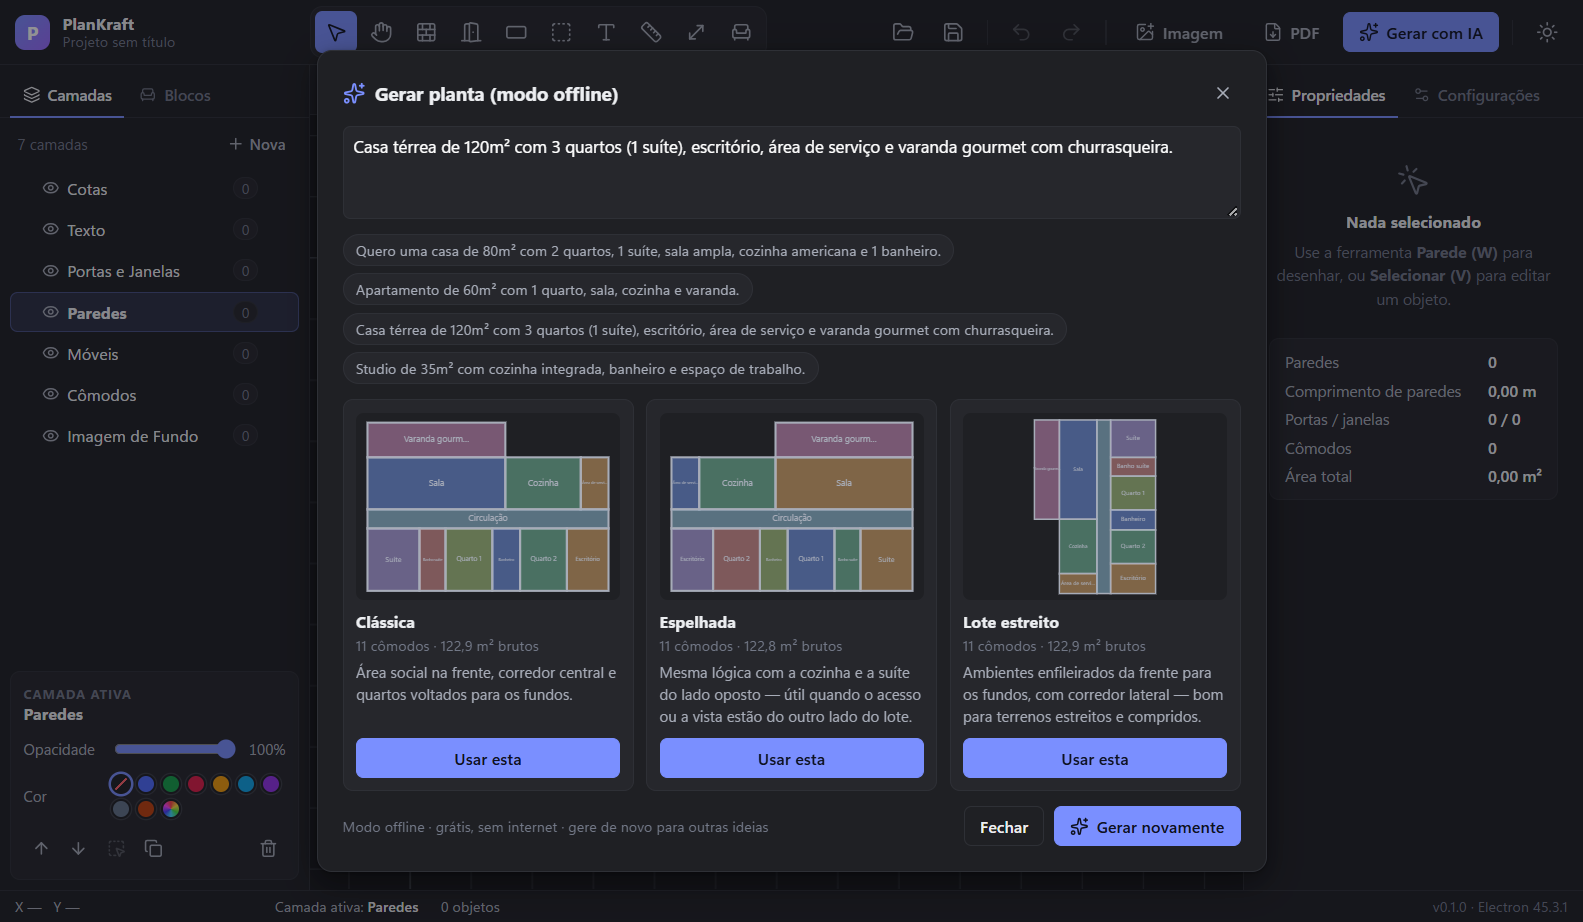 P
PlanKraft
Projeto sem título
Imagem
PDF
Gerar com IA
Camadas
Blocos
7 camadas
Nova
Cotas 0
Texto 0
Portas e Janelas 0
Paredes 0
Móveis 0
Cômodos 0
Imagem de Fundo 0
CAMADA ATIVA
Paredes
Opacidade 100%
Cor
Gerar planta (modo offline)
Casa térrea de 120m² com 3 quartos (1 suíte), escritório, área de serviço e varanda gourmet com churrasqueira.
Quero uma casa de 80m² com 2 quartos, 1 suíte, sala ampla, cozinha americana e 1 banheiro.
Apartamento de 60m² com 1 quarto, sala, cozinha e varanda.
Casa térrea de 120m² com 3 quartos (1 suíte), escritório, área de serviço e varanda gourmet com churrasqueira.
Studio de 35m² com cozinha integrada, banheiro e espaço de trabalho.
Varanda gourm...
Sala
Cozinha
Circulação
Suíte
Banho suíte
Quarto 1
Banheiro
Quarto 2
Escritório
Clássica
11 cômodos · 122,9 m² brutos
Área social na frente, corredor central e
quartos voltados para os fundos.
Usar esta
Varanda gourm...
Cozinha
Sala
Circulação
Escritório
Quarto 2
Banheiro
Quarto 1
Banho suíte
Suíte
Espelhada
11 cômodos · 122,8 m² brutos
Mesma lógica com a cozinha e a suíte
do lado oposto — útil quando o acesso
ou a vista estão do outro lado do lote.
Usar esta
Sala
Suíte
Banho suíte
Quarto 1
Banheiro
Cozinha
Quarto 2
Escritório
Área de servi...
Lote estreito
11 cômodos · 122,9 m² brutos
Ambientes enfileirados da frente para
os fundos, com corredor lateral — bom
para terrenos estreitos e compridos.
Usar esta
Modo offline · grátis, sem internet · gere de novo para outras ideias
Fechar
Gerar novamente
Propriedades
Configurações
Nada selecionado
Use a ferramenta Parede (W) para
desenhar, ou Selecionar (V) para editar
um objeto.
Paredes 0
Comprimento de paredes 0,00 m
Portas / janelas 0 / 0
Cômodos 0
Área total 0,00 m²
X — Y —
Camada ativa: Paredes
0 objetos
v0.1.0 · Electron 45.3.1